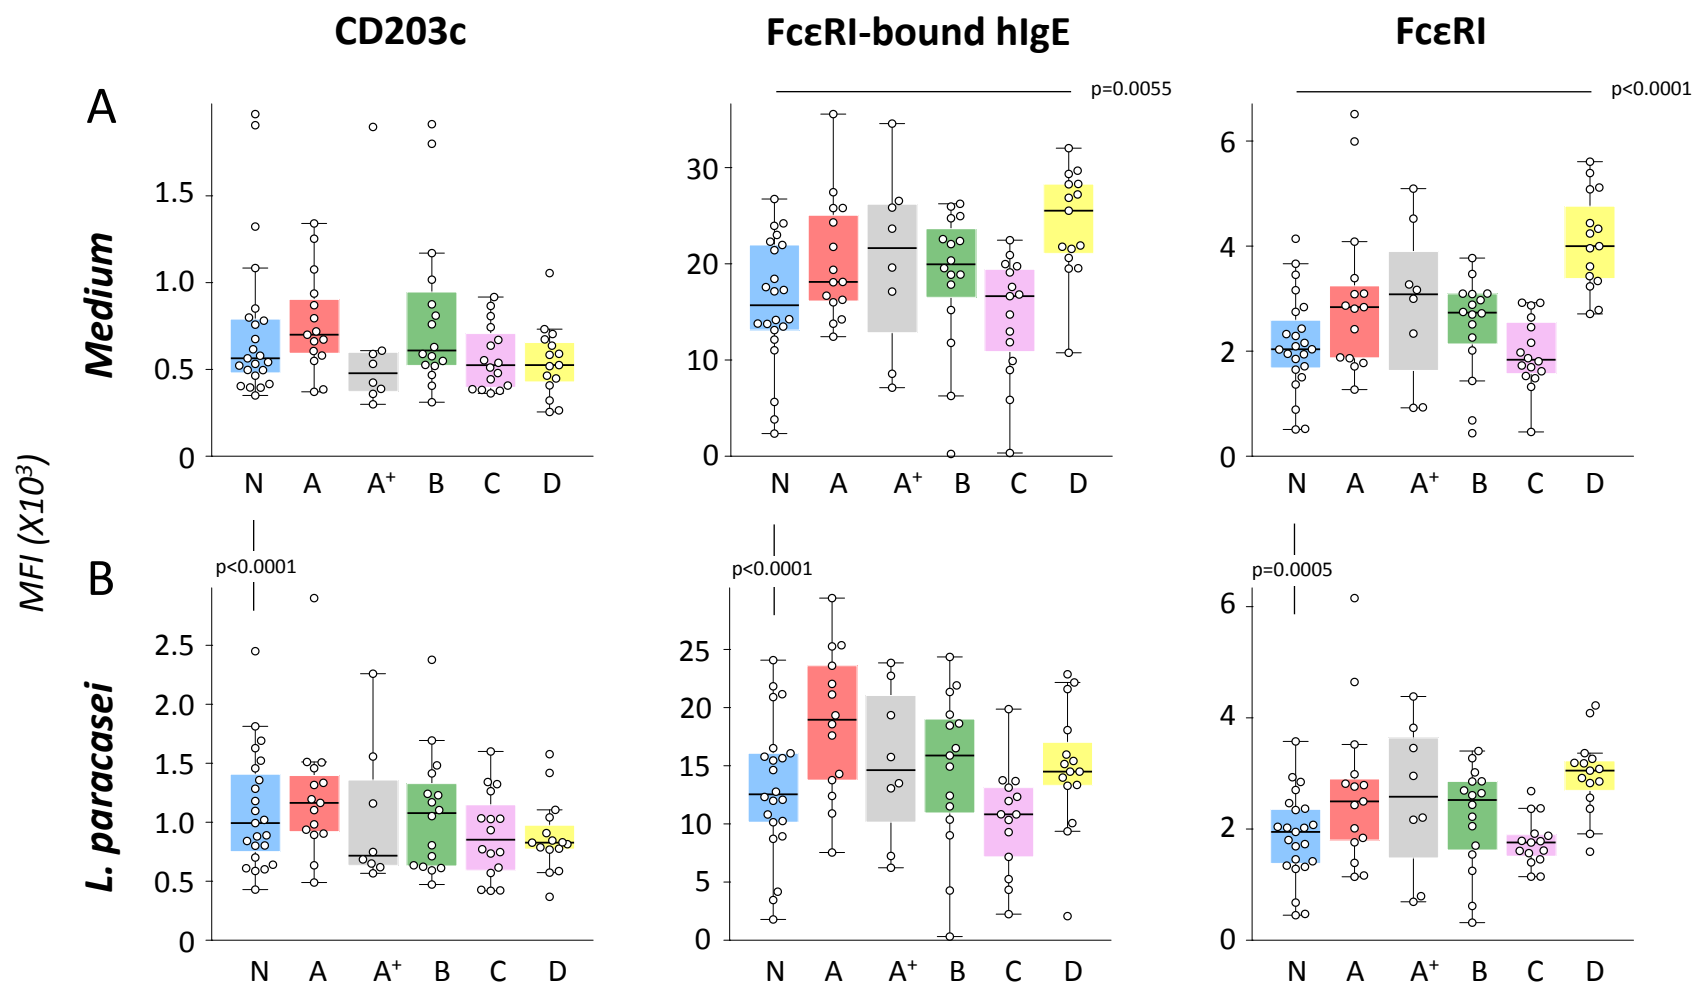 CD203c FcεRI-bound hIgE FcεRI
A
Medium
MFI (X10³)
1.5
1.0
0.5
0
N A A⁺ B C D
p=0.0055
30
20
10
0
N A A⁺ B C D
p<0.0001
6
4
2
0
N A A⁺ B C D
B
L. paracasei
p<0.0001
2.5
2.0
1.5
1.0
0.5
0
N A A⁺ B C D
p<0.0001
25
20
15
10
5
0
N A A⁺ B C D
p=0.0005
6
4
2
0
N A A⁺ B C D